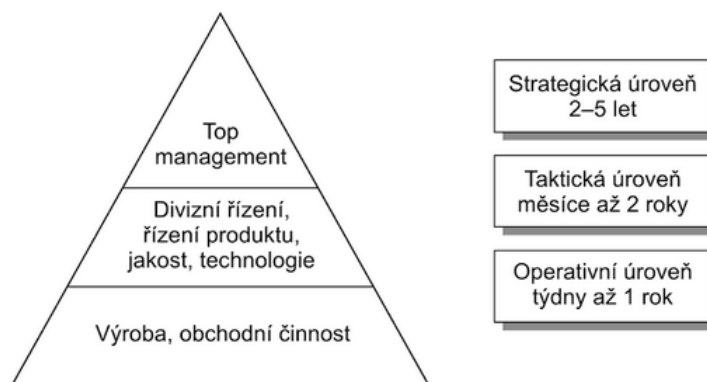 Top
management
Divizní řízení,
řízení produktu,
jakost, technologie
Výroba, obchodní činnost
Strategická úroveň
2–5 let
Taktická úroveň
měsíce až 2 roky
Operativní úroveň
týdny až 1 rok